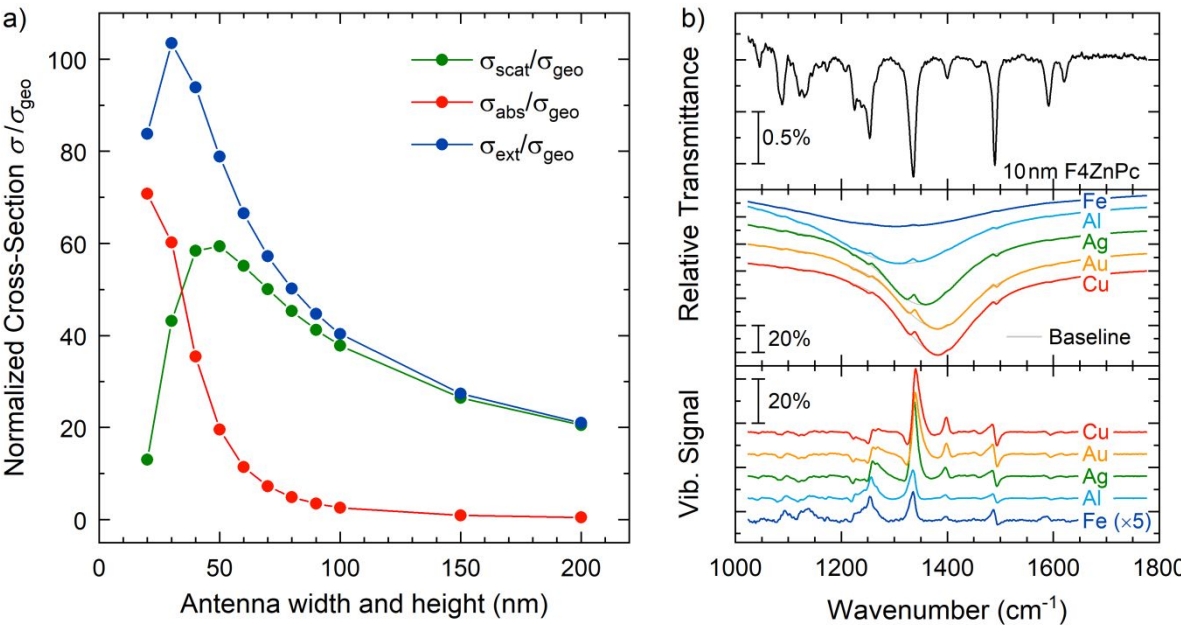 a)
Normalized Cross-Section σ/σgeo
100
80
60
40
20
0
σscat/σgeo
σabs/σgeo
σext/σgeo
0 50 100 150 200
Antenna width and height (nm)
b)
Relative Transmittance
0.5%
10 nm F4ZnPc
Fe
Al
Ag
Au
Cu
20%
Baseline
Vib. Signal
20%
Cu
Au
Ag
Al
Fe (×5)
1000 1200 1400 1600 1800
Wavenumber (cm⁻¹)